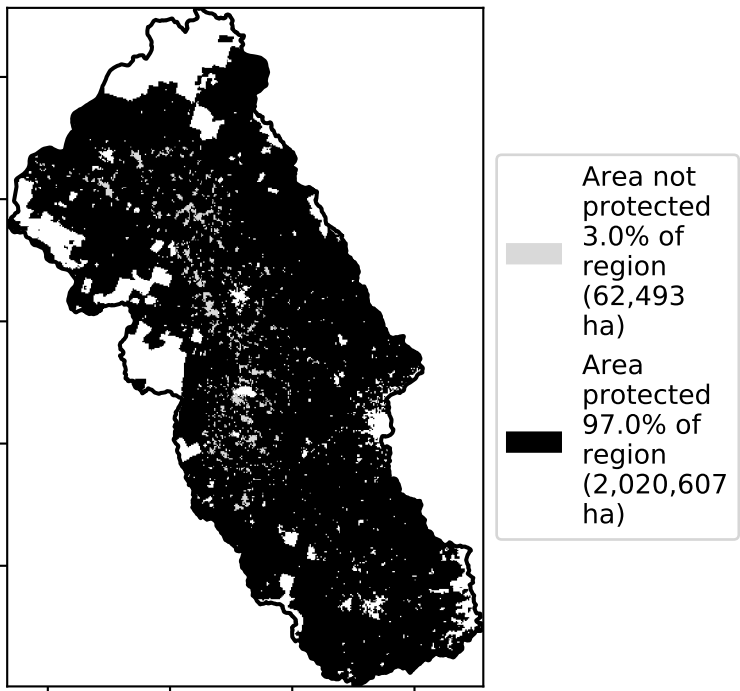 Area not
protected
3.0% of
region
(62,493
ha)
Area
protected
97.0% of
region
(2,020,607
ha)